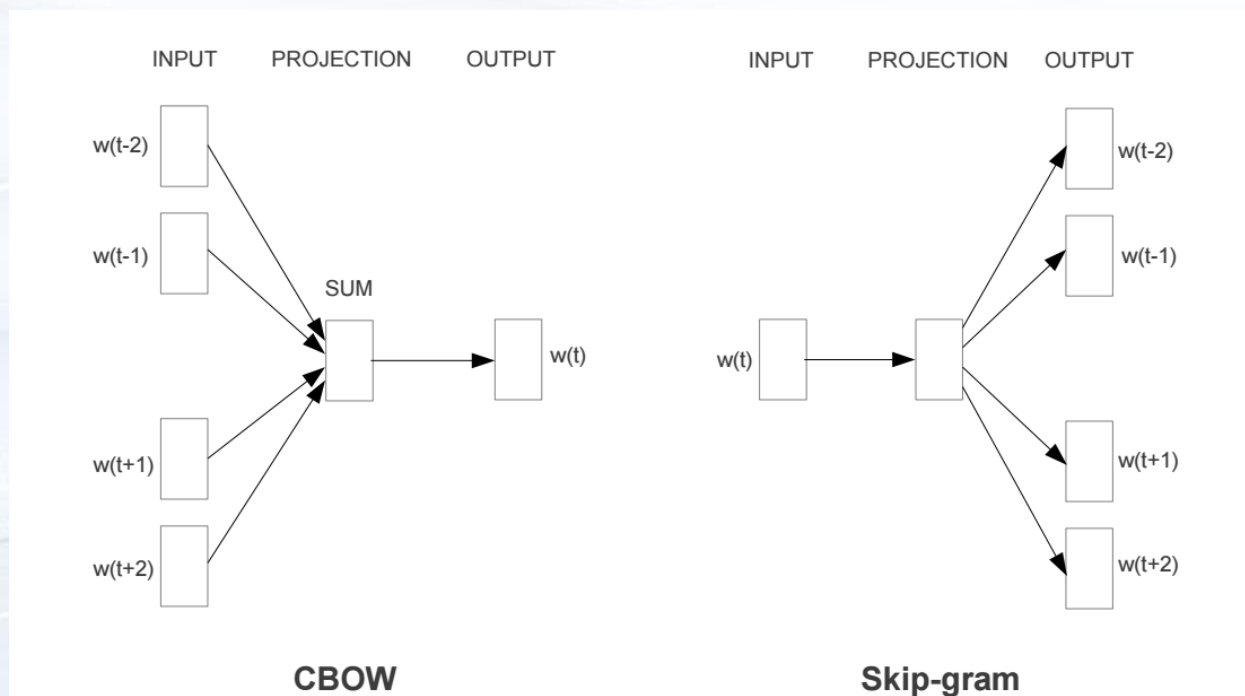 INPUT PROJECTION OUTPUT
w(t-2)
w(t-1)
SUM
w(t)
w(t+1)
w(t+2)
CBOW
INPUT PROJECTION OUTPUT
w(t-2)
w(t-1)
w(t)
w(t+1)
w(t+2)
Skip-gram